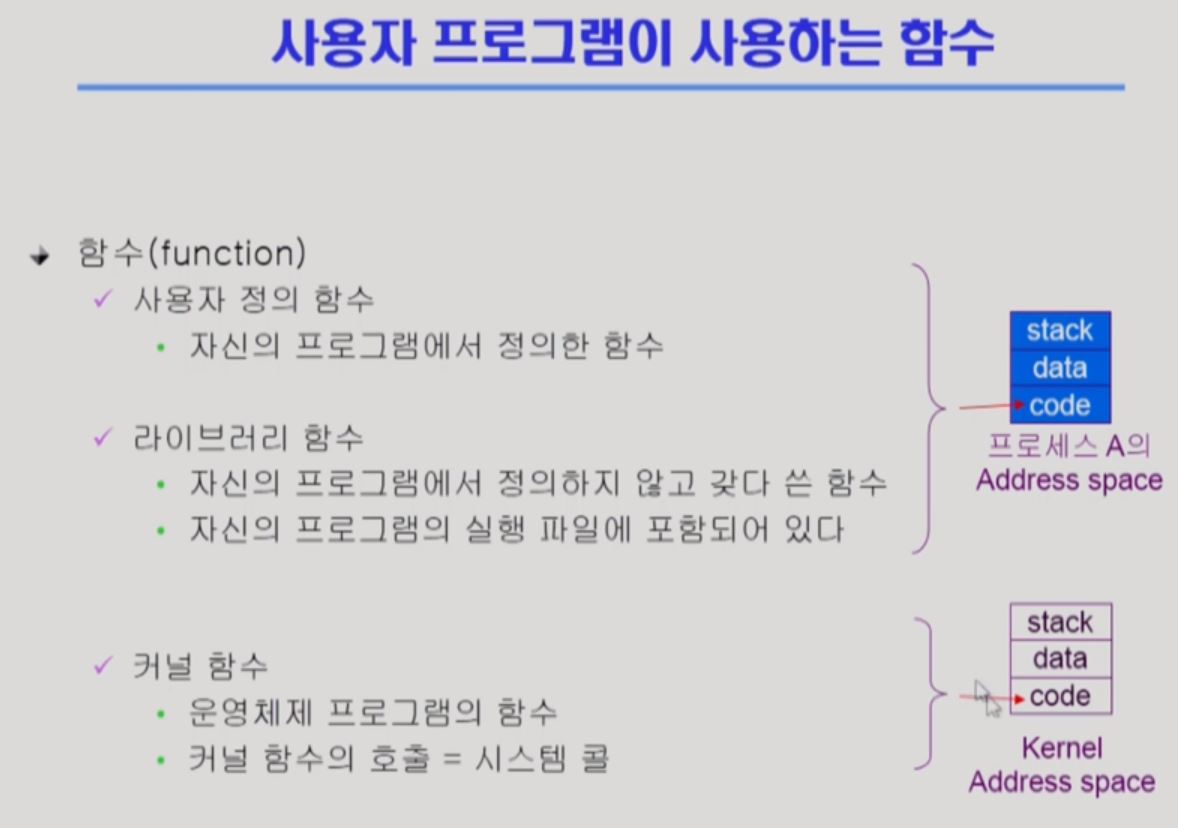 사용자 프로그램이 사용하는 함수
함수(function)
사용자 정의 함수
자신의 프로그램에서 정의한 함수
라이브러리 함수
자신의 프로그램에서 정의하지 않고 갖다 쓴 함수
자신의 프로그램의 실행 파일에 포함되어 있다
stack
data
code
프로세스 A의
Address space
커널 함수
운영체제 프로그램의 함수
커널 함수의 호출 = 시스템 콜
stack
data
code
Kernel
Address space